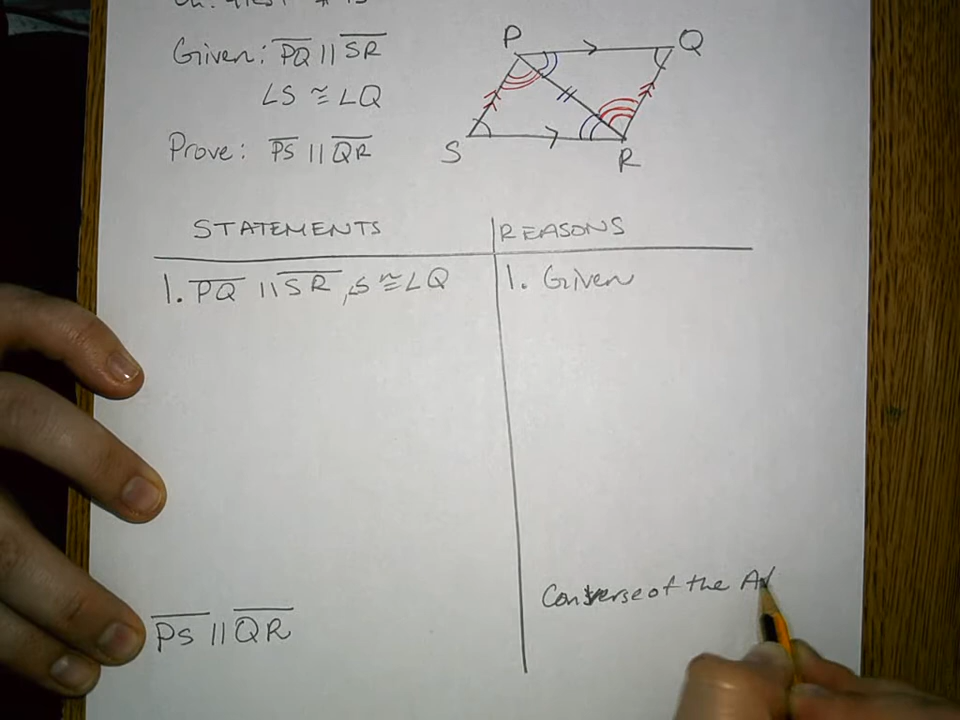 Given: PQ || SR
∠S ≅ ∠Q
Prove: PS || QR
P
Q
S
R
STATEMENTS
REASONS
1. PQ || SR, ∠S ≅ ∠Q
1. Given
Converse of the
PS || QR